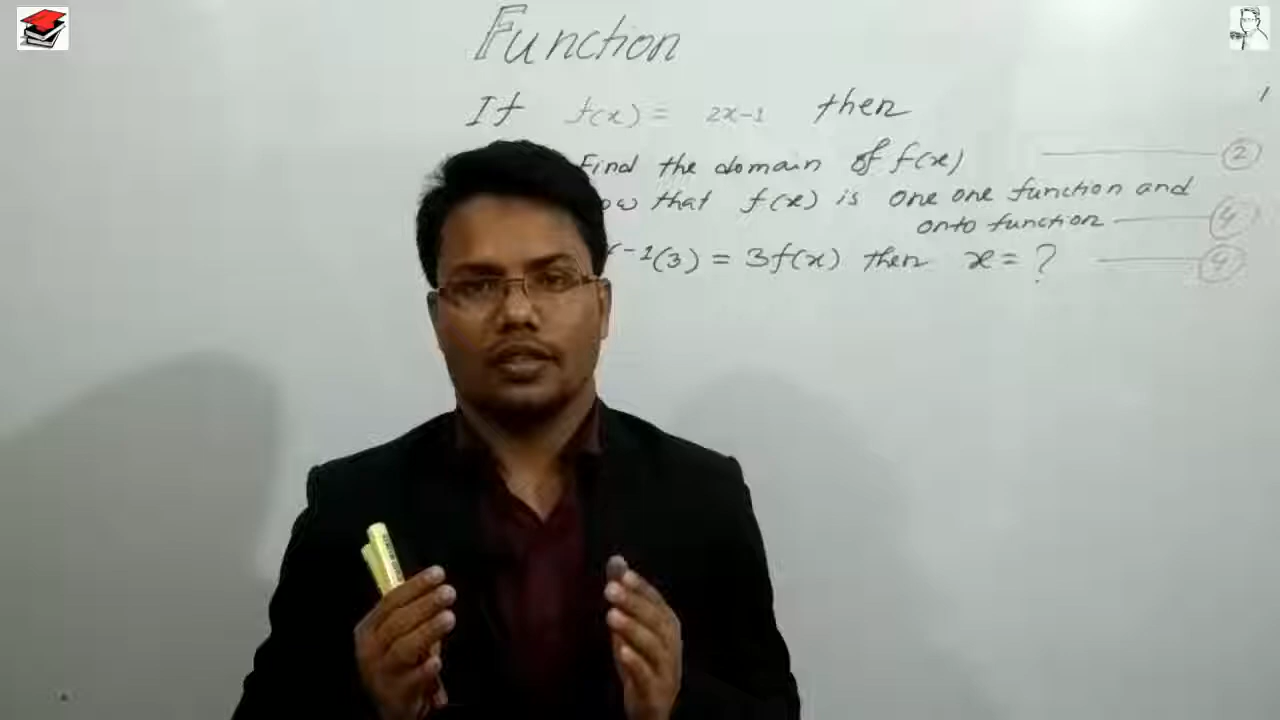 Function
If f(x) = 2x-1 then
Find the domain of f(x) 2
that f(x) is one one function and
onto function 4
-1(3) = 3f(x) then x = ? 4